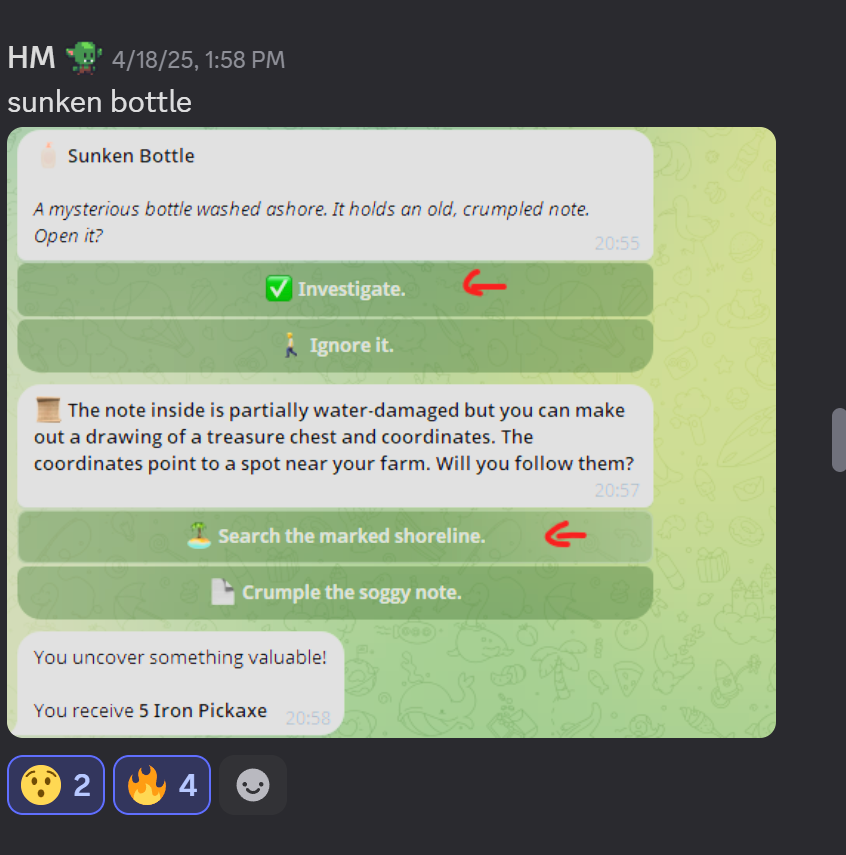 HM 4/18/25, 1:58 PM
sunken bottle
Sunken Bottle
A mysterious bottle washed ashore. It holds an old, crumpled note.
Open it?
20:55
Investigate.
Ignore it.
The note inside is partially water-damaged but you can make
out a drawing of a treasure chest and coordinates. The
coordinates point to a spot near your farm. Will you follow them?
20:57
Search the marked shoreline.
Crumple the soggy note.
You uncover something valuable!
You receive 5 Iron Pickaxe 20:58
2 4